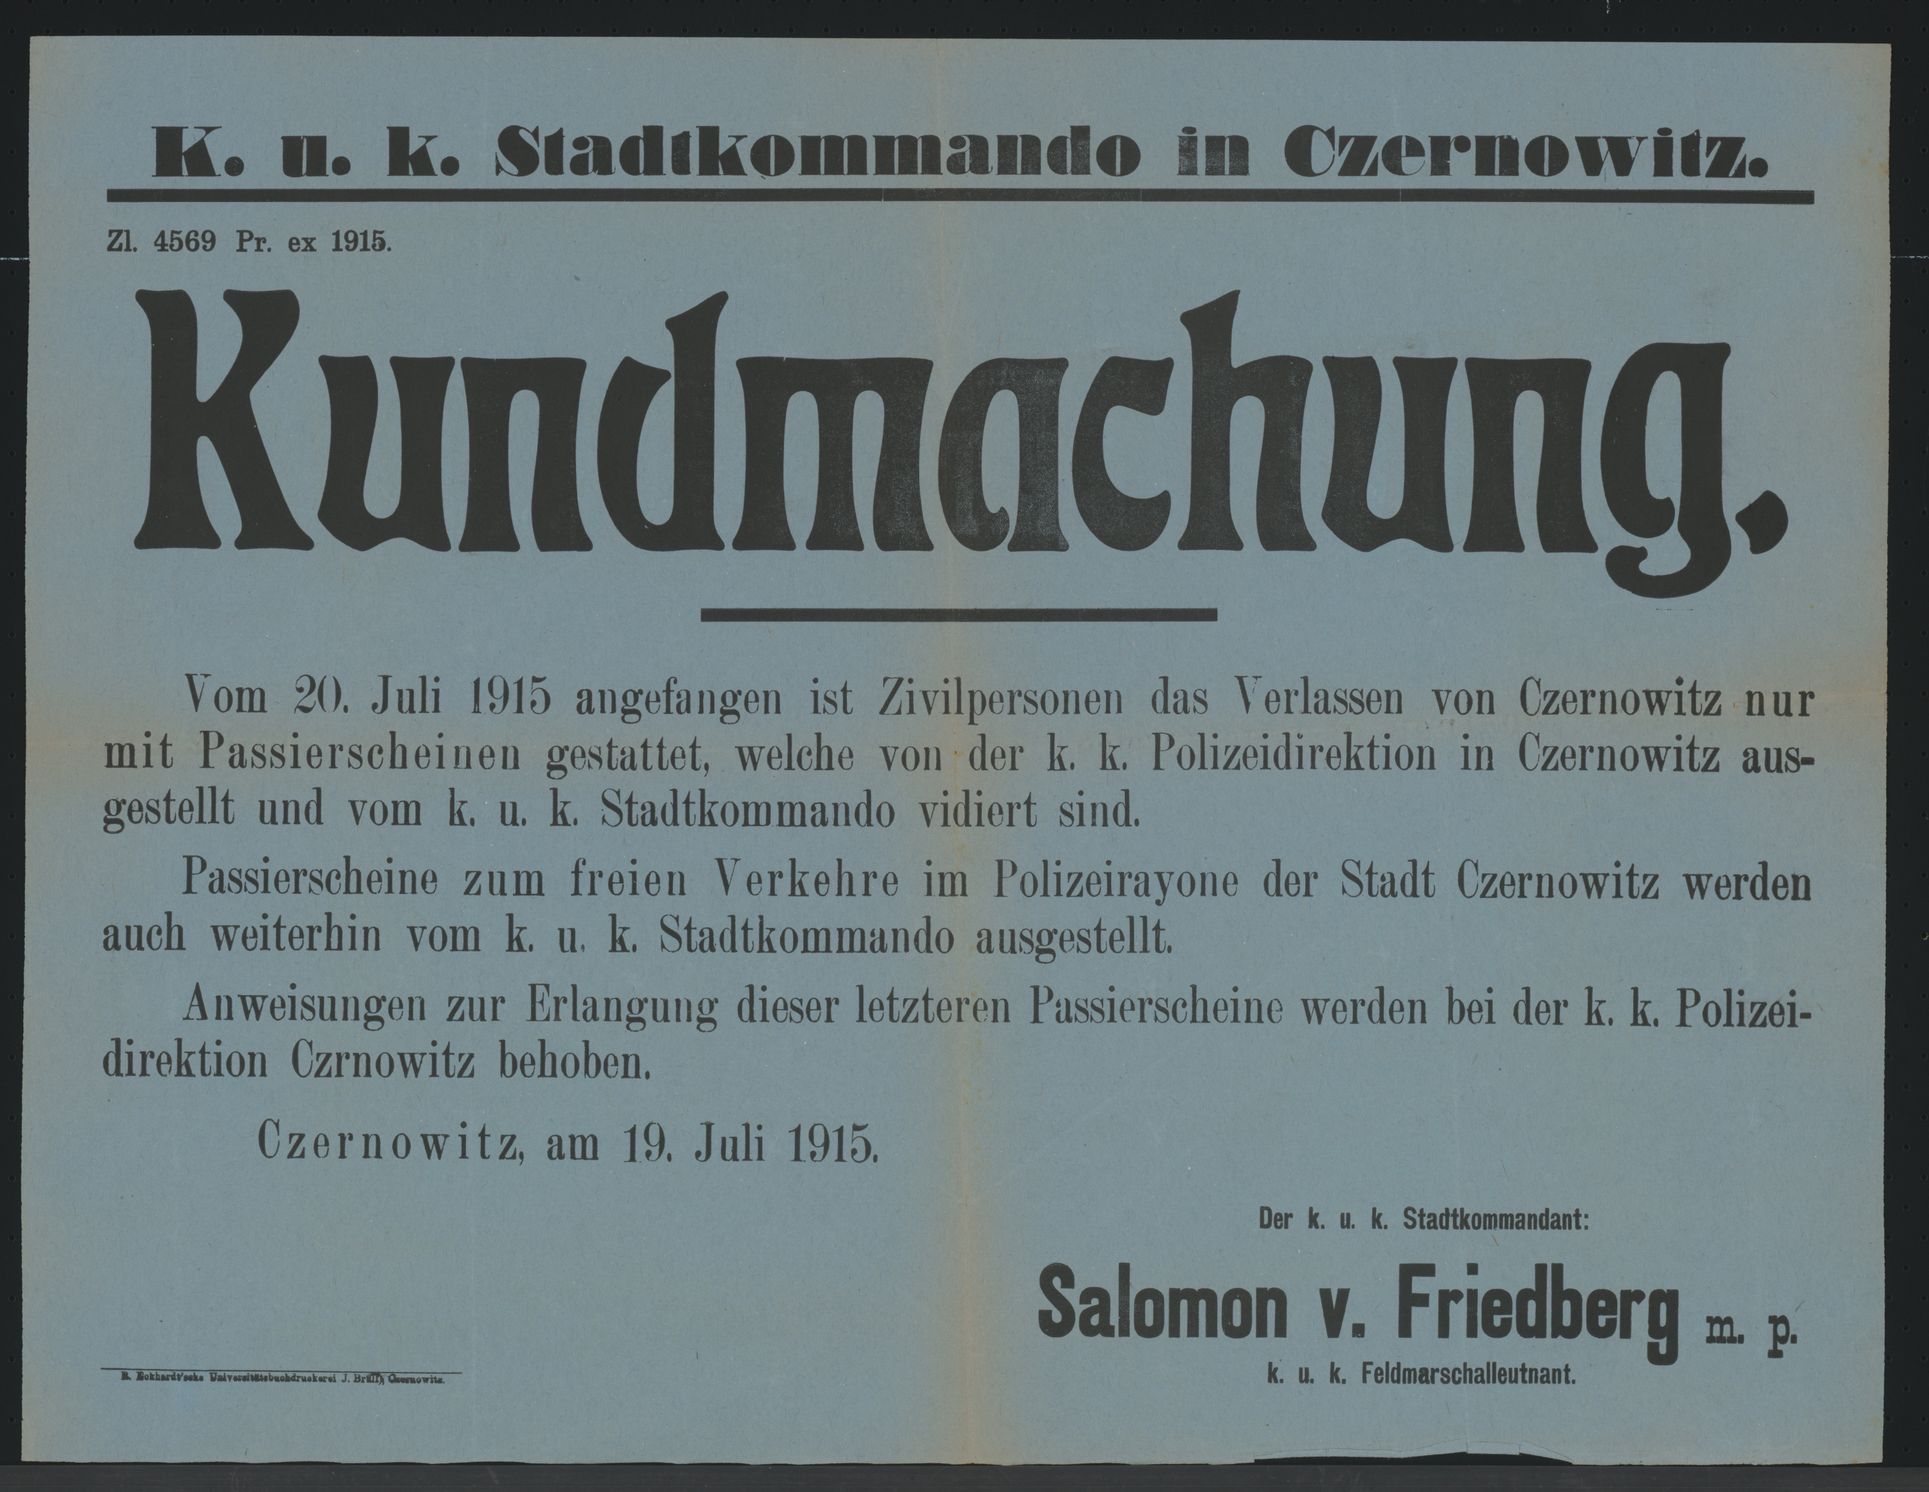 K. u. k. Stadtkommando in Czernowitz.
Zl. 4569 Pr. ex 1915.
Kundmachung.
Vom 20. Juli 1915 angefangen ist Zivilpersonen das Verlassen von Czernowitz nur
mit Passierscheinen gestattet, welche von der k. k. Polizeidirektion in Czernowitz aus-
gestellt und vom k. u. k. Stadtkommando vidiert sind.
Passierscheine zum freien Verkehre im Polizeirayone der Stadt Czernowitz werden
auch weiterhin vom k. u. k. Stadtkommando ausgestellt.
Anweisungen zur Erlangung dieser letzteren Passierscheine werden bei der k. k. Polizei-
direktion Czrnowitz behoben.
Czernowitz, am 19. Juli 1915.
Der k. u. k. Stadtkommandant:
Salomon v. Friedberg m. p.
k. u. k. Feldmarschalleutnant.
R. Eckhardt'sche Universitätsbuchdruckerei J. Brüll, Czernowitz.